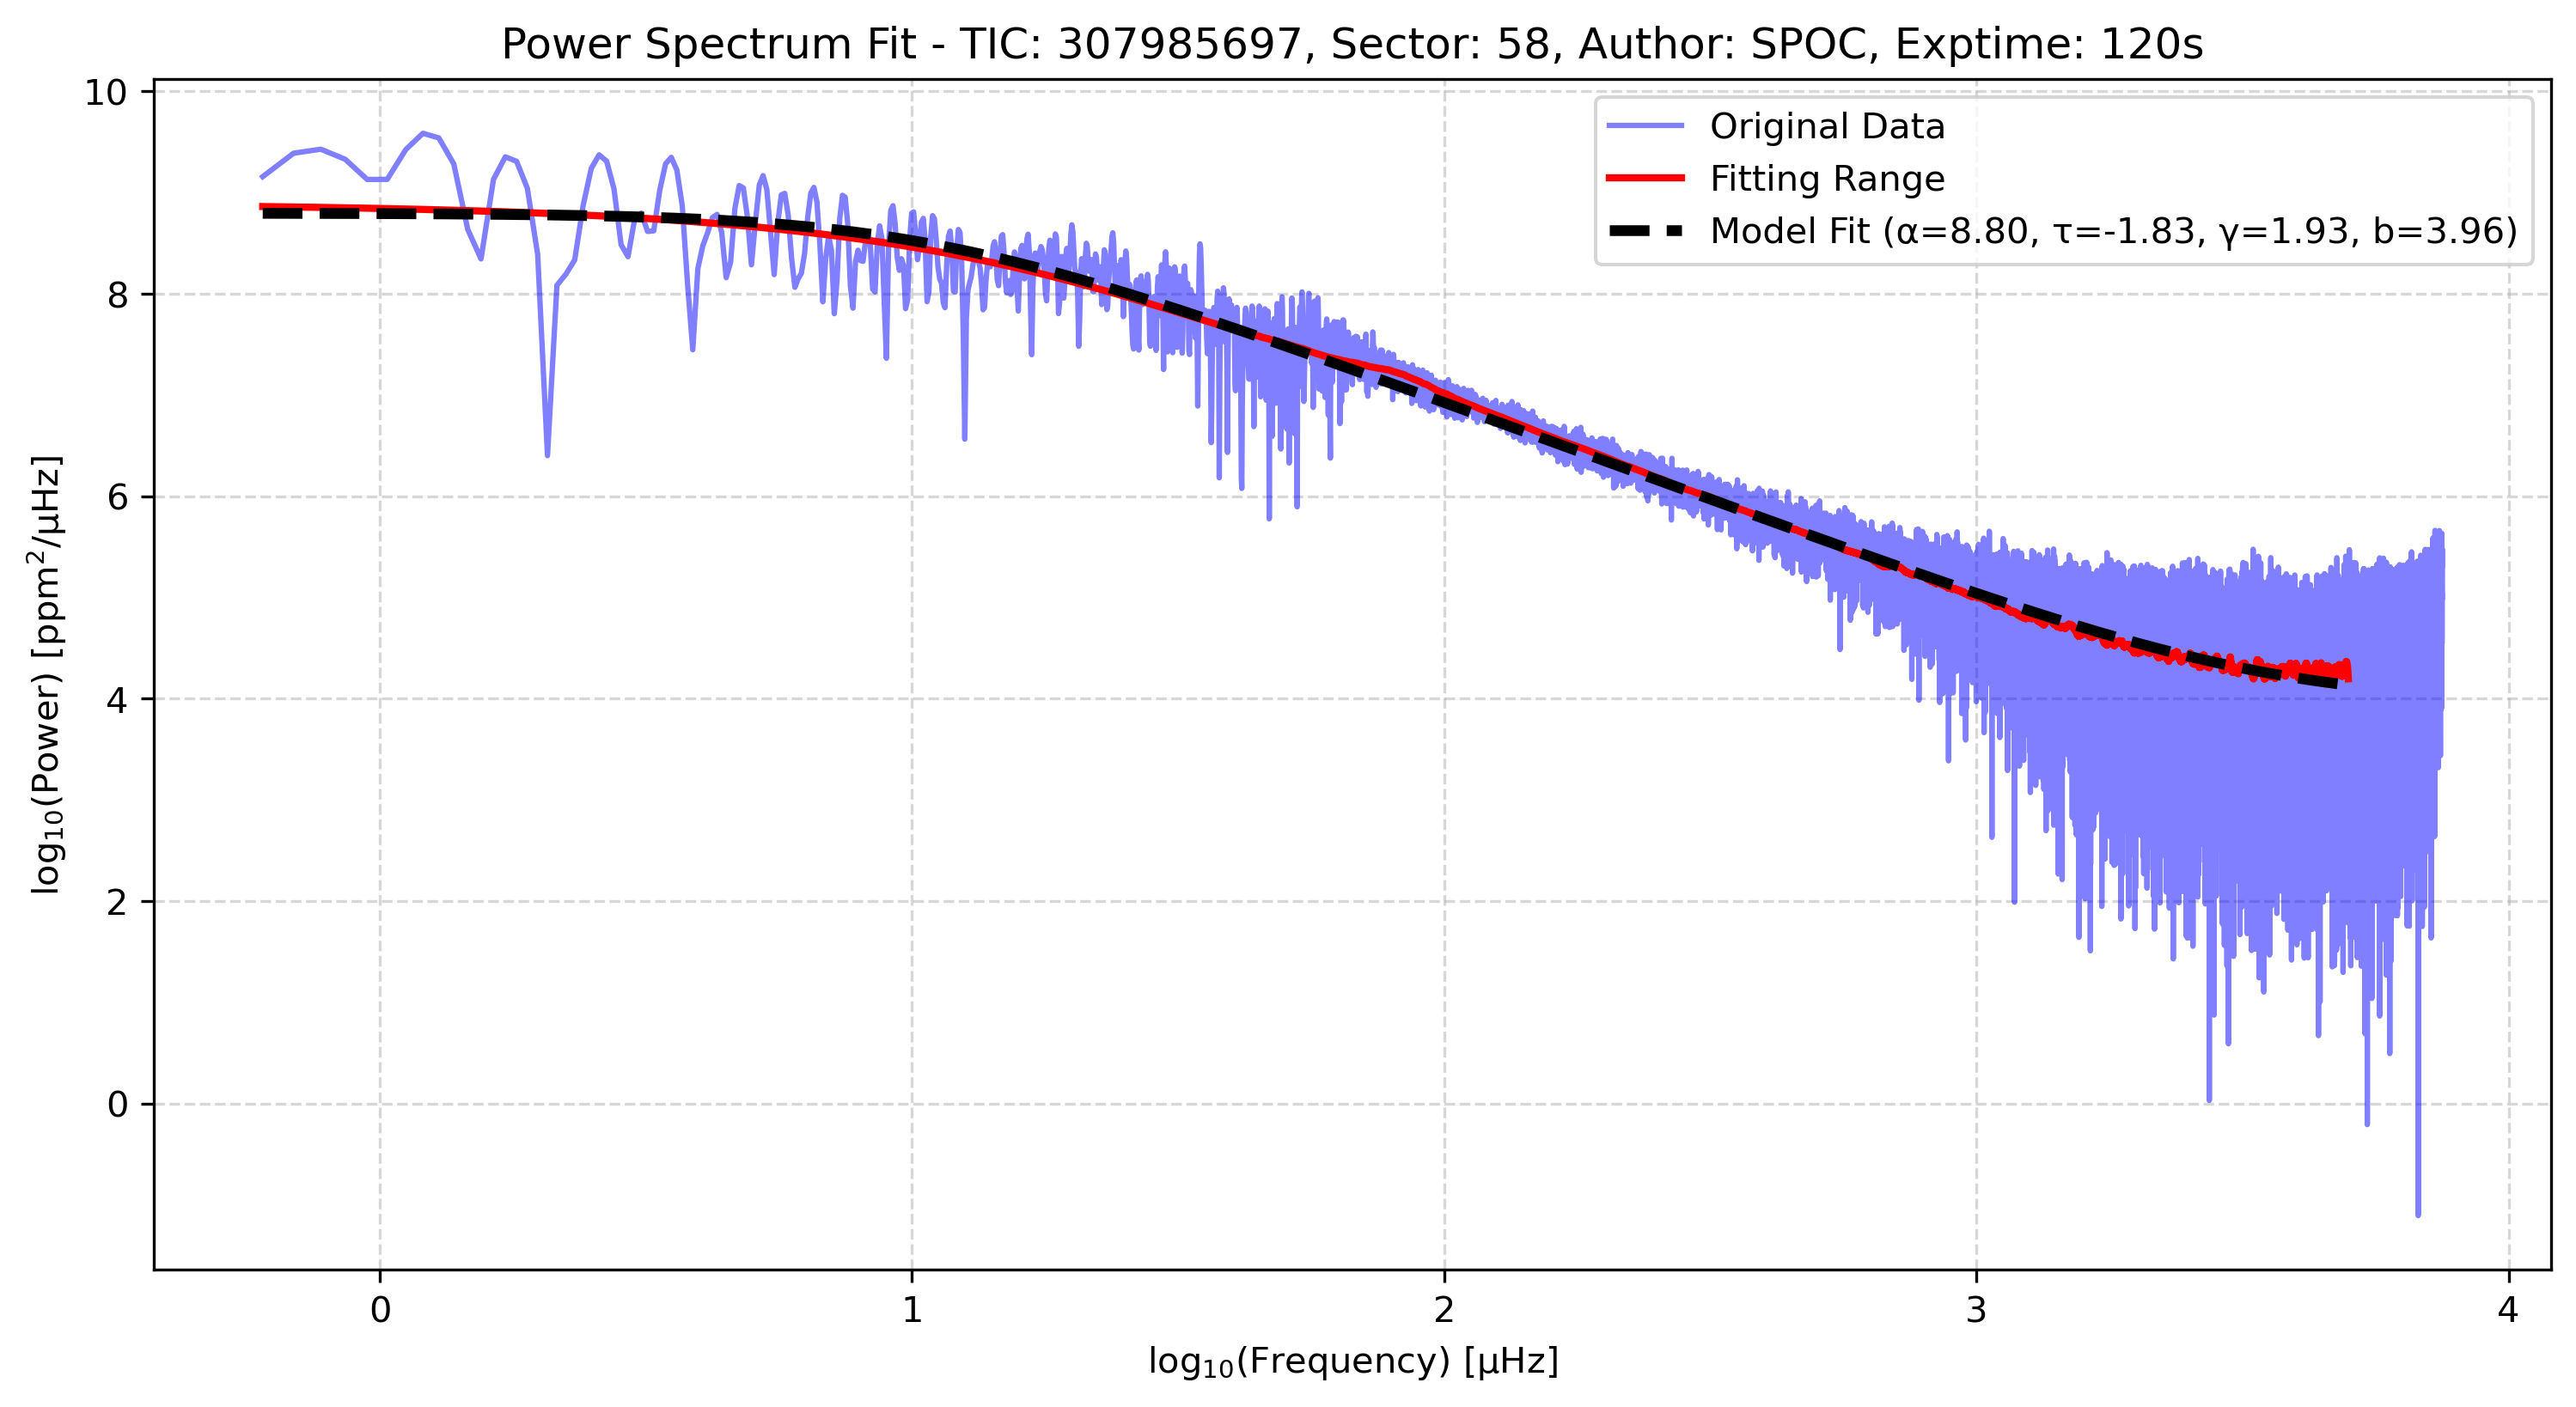 Power Spectrum Fit - TIC: 307985697, Sector: 58, Author: SPOC, Exptime: 120s
Original Data
Fitting Range
Model Fit (α=8.80, τ=-1.83, γ=1.93, b=3.96)
log₁₀(Power) [ppm²/μHz]
10
8
6
4
2
0
0 1 2 3 4
log₁₀(Frequency) [μHz]